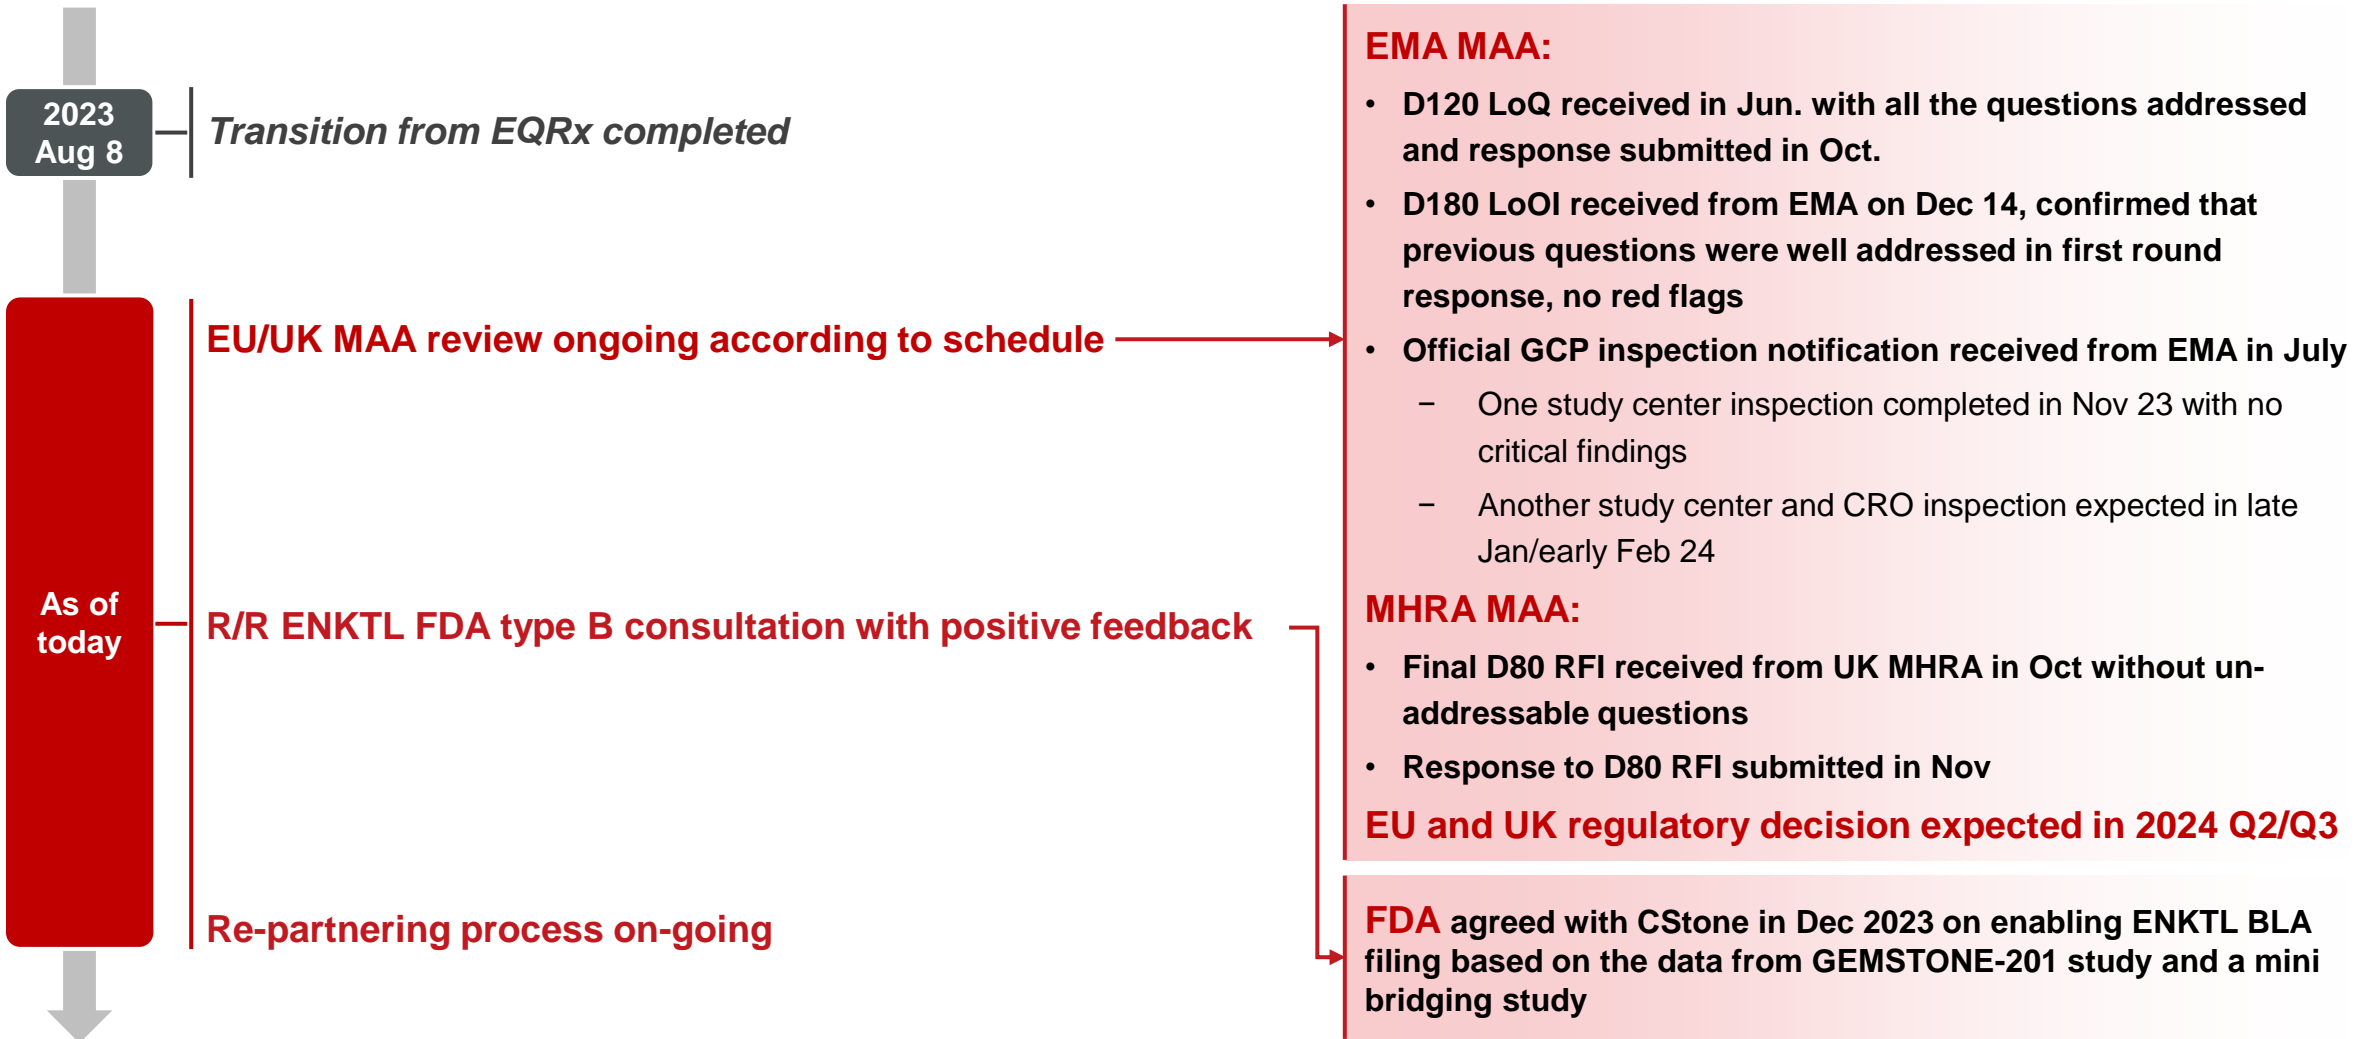 2023
Aug 8
Transition from EQRx completed
As of
today
EU/UK MAA review ongoing according to schedule
R/R ENKTL FDA type B consultation with positive feedback
Re-partnering process on-going
EMA MAA:
• D120 LoQ received in Jun. with all the questions addressed
and response submitted in Oct.
• D180 LoOI received from EMA on Dec 14, confirmed that
previous questions were well addressed in first round
response, no red flags
• Official GCP inspection notification received from EMA in July
− One study center inspection completed in Nov 23 with no
critical findings
− Another study center and CRO inspection expected in late
Jan/early Feb 24
MHRA MAA:
• Final D80 RFI received from UK MHRA in Oct without un-
addressable questions
• Response to D80 RFI submitted in Nov
EU and UK regulatory decision expected in 2024 Q2/Q3
FDA agreed with CStone in Dec 2023 on enabling ENKTL BLA
filing based on the data from GEMSTONE-201 study and a mini
bridging study